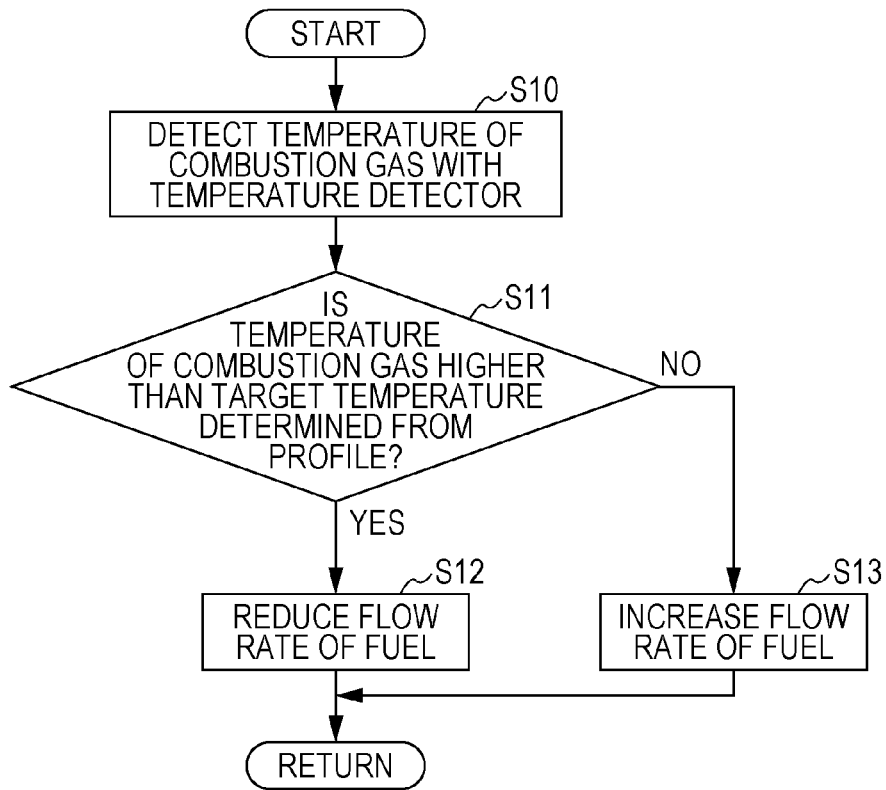 START
S10
DETECT TEMPERATURE OF
COMBUSTION GAS WITH
TEMPERATURE DETECTOR
S11
IS
TEMPERATURE
OF COMBUSTION GAS HIGHER
THAN TARGET TEMPERATURE
DETERMINED FROM
PROFILE?
NO
YES
S12
REDUCE FLOW
RATE OF FUEL
S13
INCREASE FLOW
RATE OF FUEL
RETURN